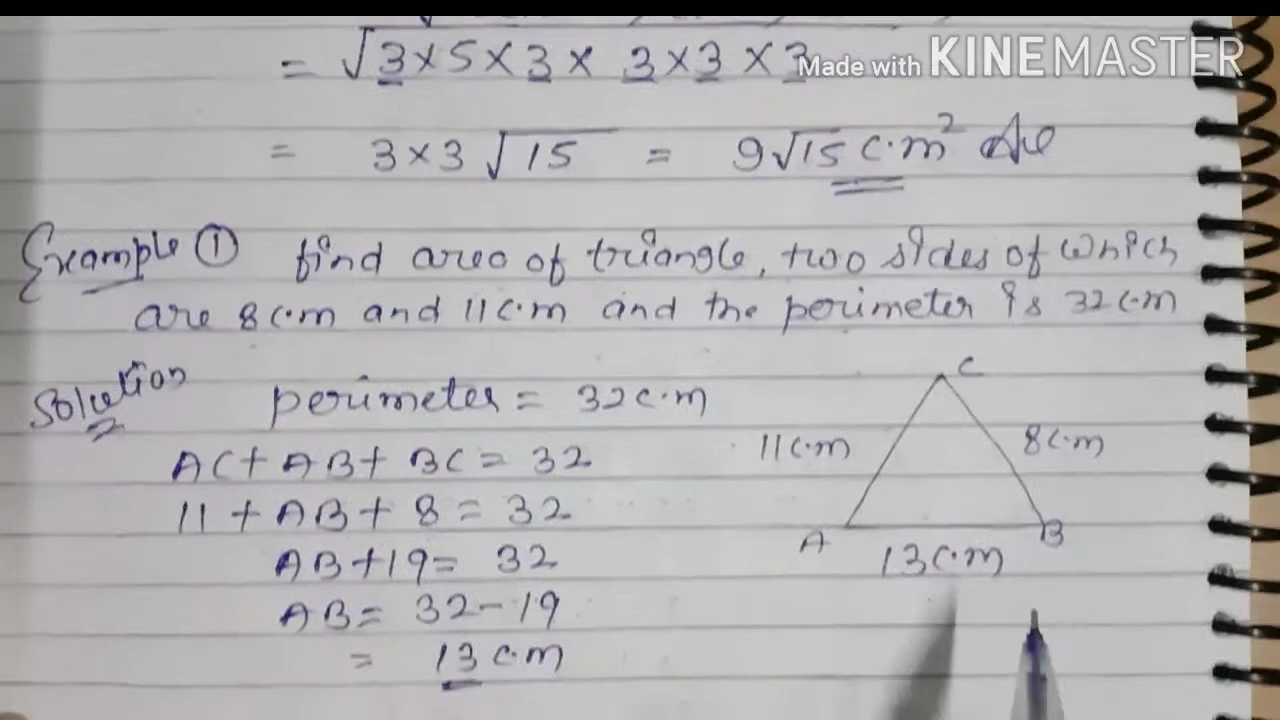 = √3×5×3× 3×3×3
Made with KINEMASTER
= 3×3√15 = 9√15 c.m² Ans
Example ① find area of triangle, two sides of which
are 8c.m and 11c.m and the perimeter is 32c.m
Solution perimeter = 32c.m
AC+ AB+ BC = 32
11 + AB + 8 = 32
AB+19= 32
AB= 32-19
= 13 c.m
C
11c.m 8c.m
A B
13c.m